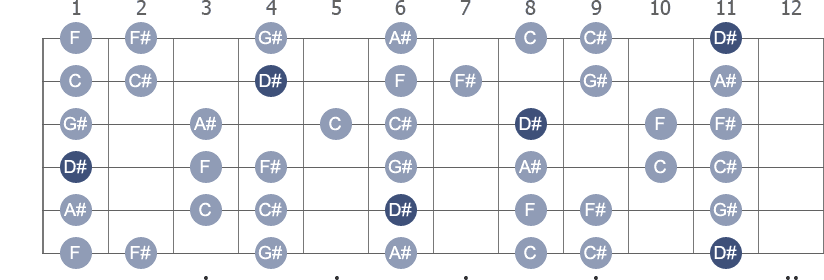 1 2 3 4 5 6 7 8 9 10 11 12
F F# G# A# C C# D#
C C# D# F F# G# A#
G# A# C C# D# F F#
D# F F# G# A# C C#
A# C C# D# F F# G#
F F# G# A# C C# D#